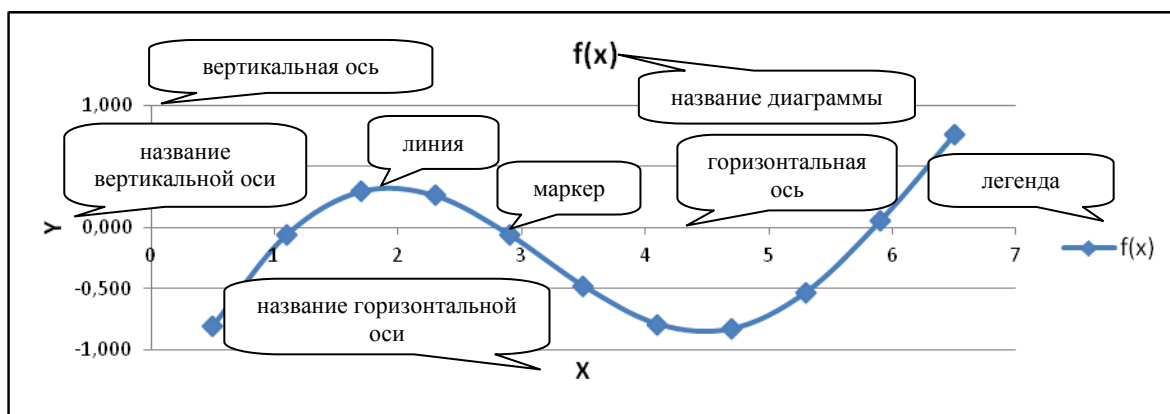 вертикальная ось
f(x)
название диаграммы
1,000
название
вертикальной оси
линия
маркер
горизонтальная
ось
легенда
Y
0,000
0 1 2 3 4 5 6 7
f(x)
-0,500
название горизонтальной
оси
-1,000
X